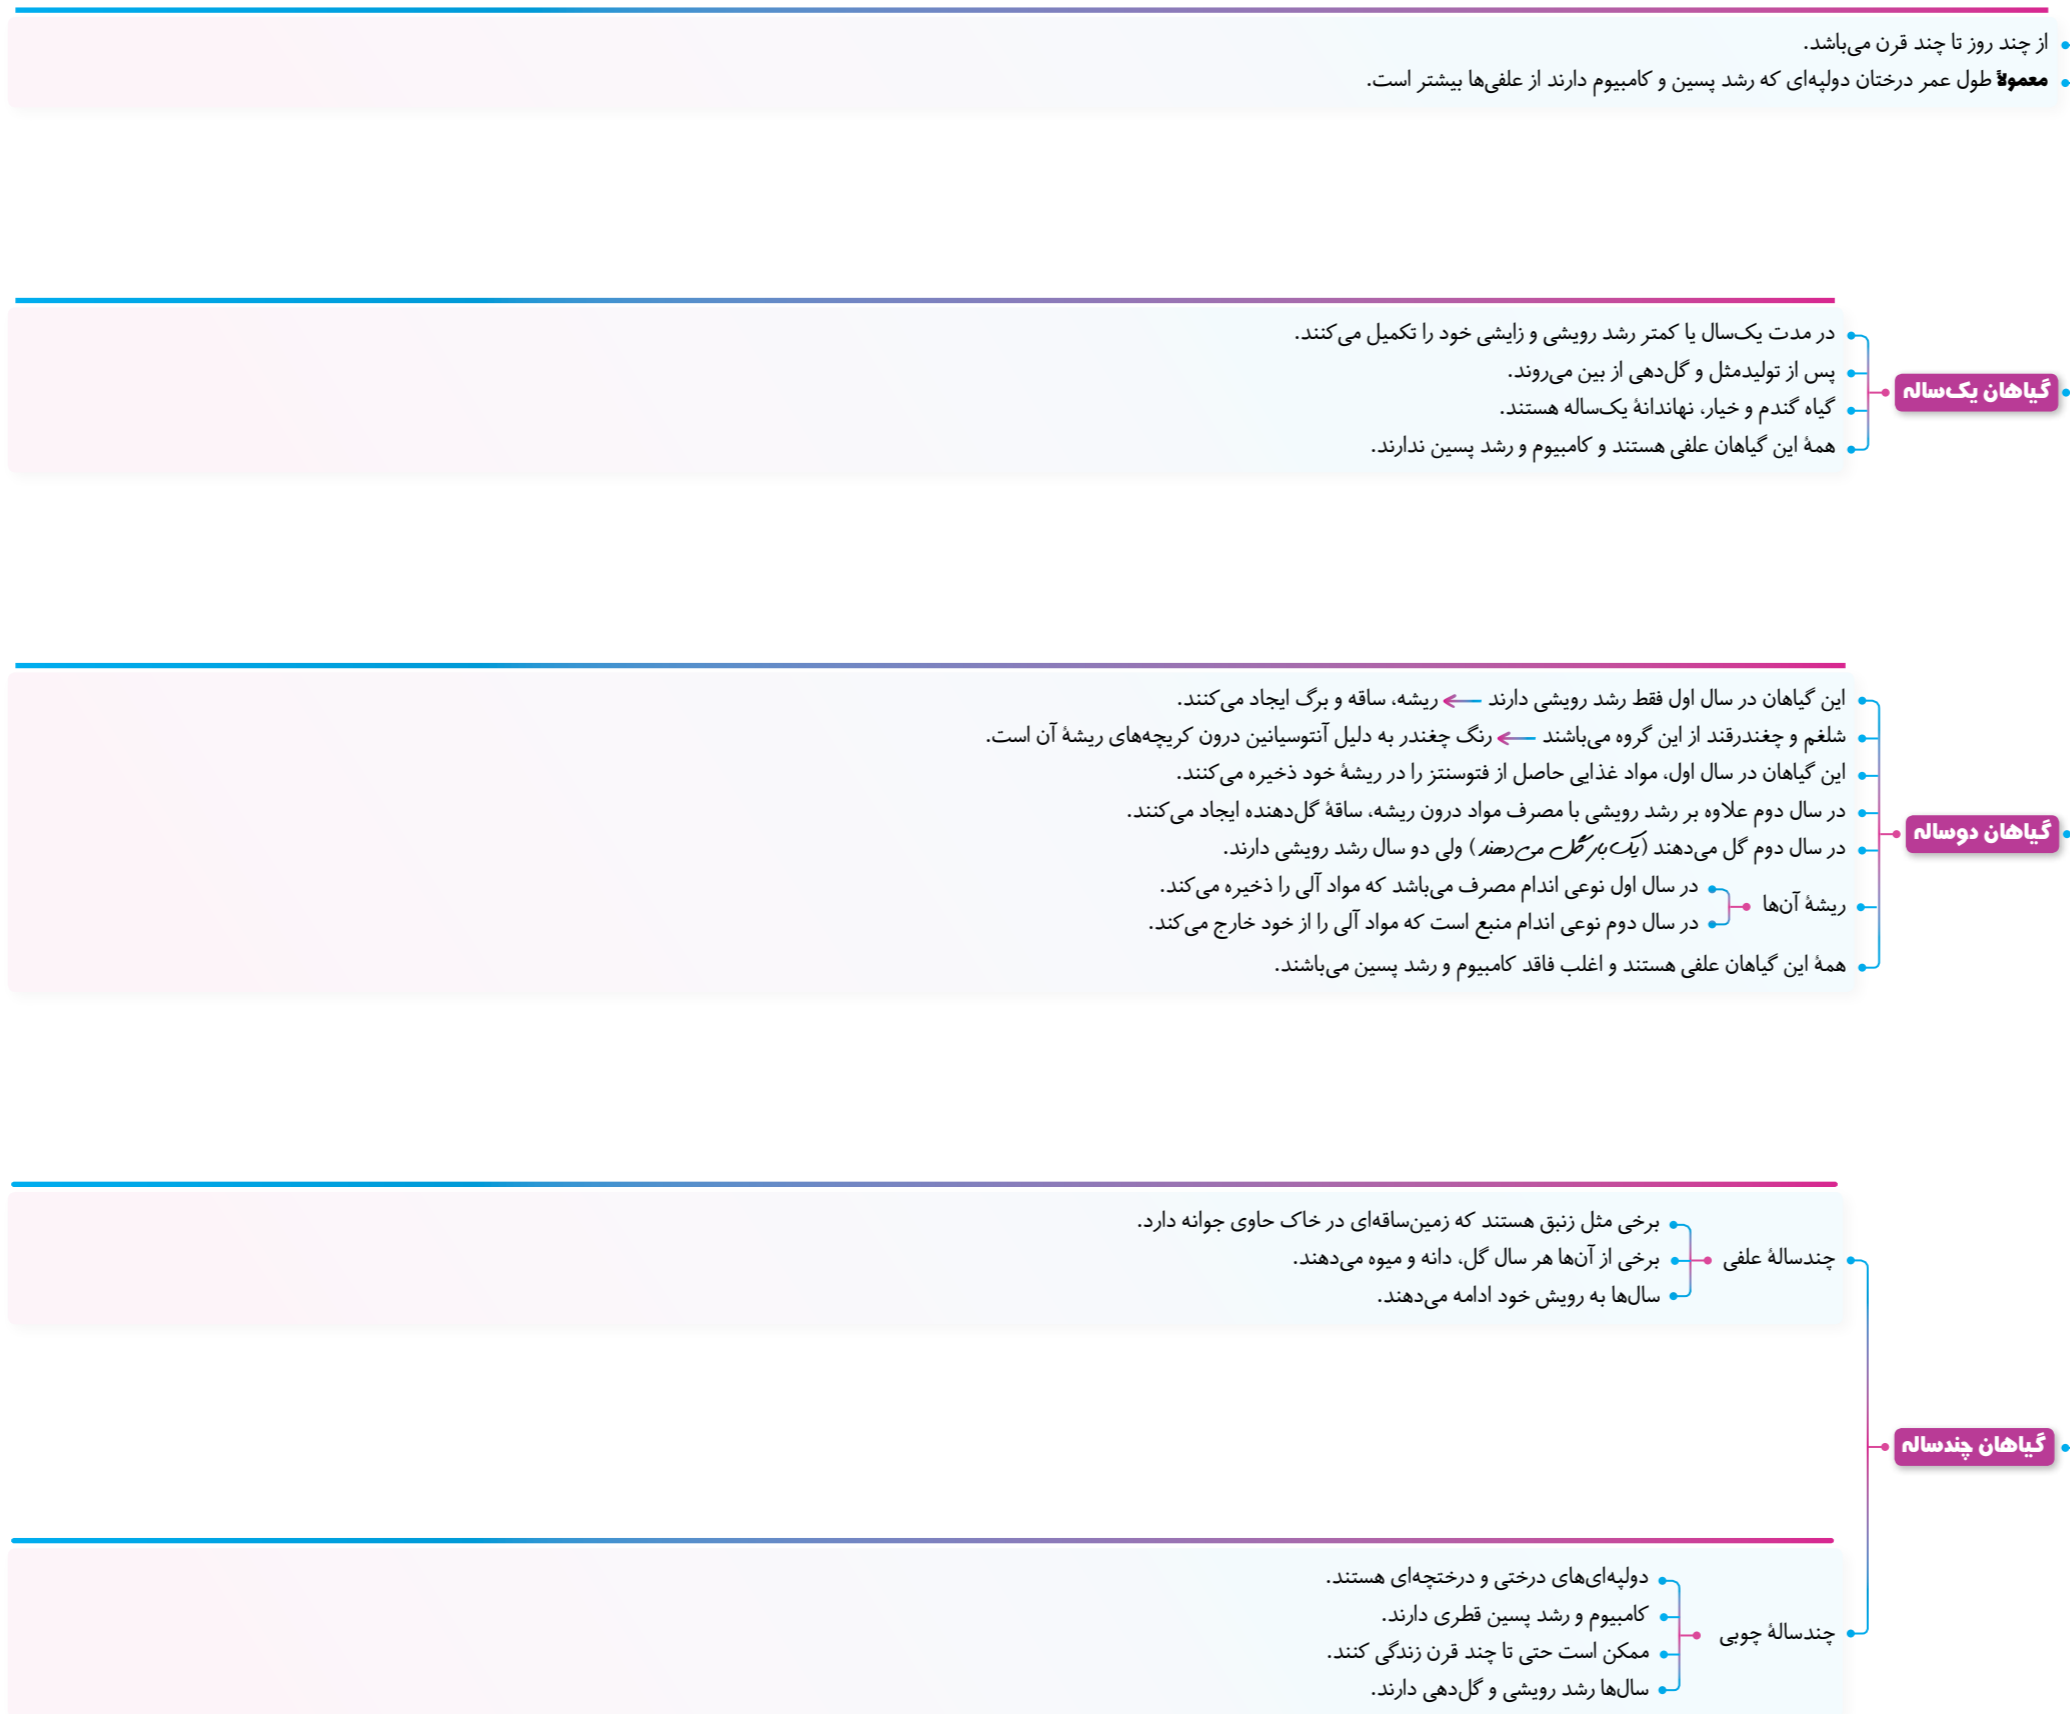 از چند روز تا چند قرن می‌باشد.
معمولاً طول عمر درختان دولپه‌ای که رشد پسین و کامبیوم دارند از علفی‌ها بیشتر است.
گیاهان یک‌ساله
در مدت یک‌سال یا کمتر رشد رویشی و زایشی خود را تکمیل می‌کنند.
پس از تولیدمثل و گل‌دهی از بین می‌روند.
گیاه گندم و خیار، نهاندانهٔ یک‌ساله هستند.
همهٔ این گیاهان علفی هستند و کامبیوم و رشد پسین ندارند.
گیاهان دوساله
این گیاهان در سال اول فقط رشد رویشی دارند ← ریشه، ساقه و برگ ایجاد می‌کنند.
شلغم و چغندرقند از این گروه می‌باشند ← رنگ چغندر به دلیل آنتوسیانین درون کریچه‌های ریشهٔ آن است.
این گیاهان در سال اول، مواد غذایی حاصل از فتوسنتز را در ریشهٔ خود ذخیره می‌کنند.
در سال دوم علاوه بر رشد رویشی با مصرف مواد درون ریشه، ساقهٔ گل‌دهنده ایجاد می‌کنند.
در سال دوم گل می‌دهند (یک بار گل می‌دهند) ولی دو سال رشد رویشی دارند.
ریشهٔ آن‌ها
در سال اول نوعی اندام مصرف می‌باشد که مواد آلی را ذخیره می‌کند.
در سال دوم نوعی اندام منبع است که مواد آلی را از خود خارج می‌کند.
همهٔ این گیاهان علفی هستند و اغلب فاقد کامبیوم و رشد پسین می‌باشند.
گیاهان چندساله
چندسالهٔ علفی
برخی مثل زنبق هستند که زمین‌ساقه‌ای در خاک حاوی جوانه دارد.
برخی از آن‌ها هر سال گل، دانه و میوه می‌دهند.
سال‌ها به رویش خود ادامه می‌دهند.
چندسالهٔ چوبی
دولپه‌ای‌های درختی و درختچه‌ای هستند.
کامبیوم و رشد پسین قطری دارند.
ممکن است حتی تا چند قرن زندگی کنند.
سال‌ها رشد رویشی و گل‌دهی دارند.